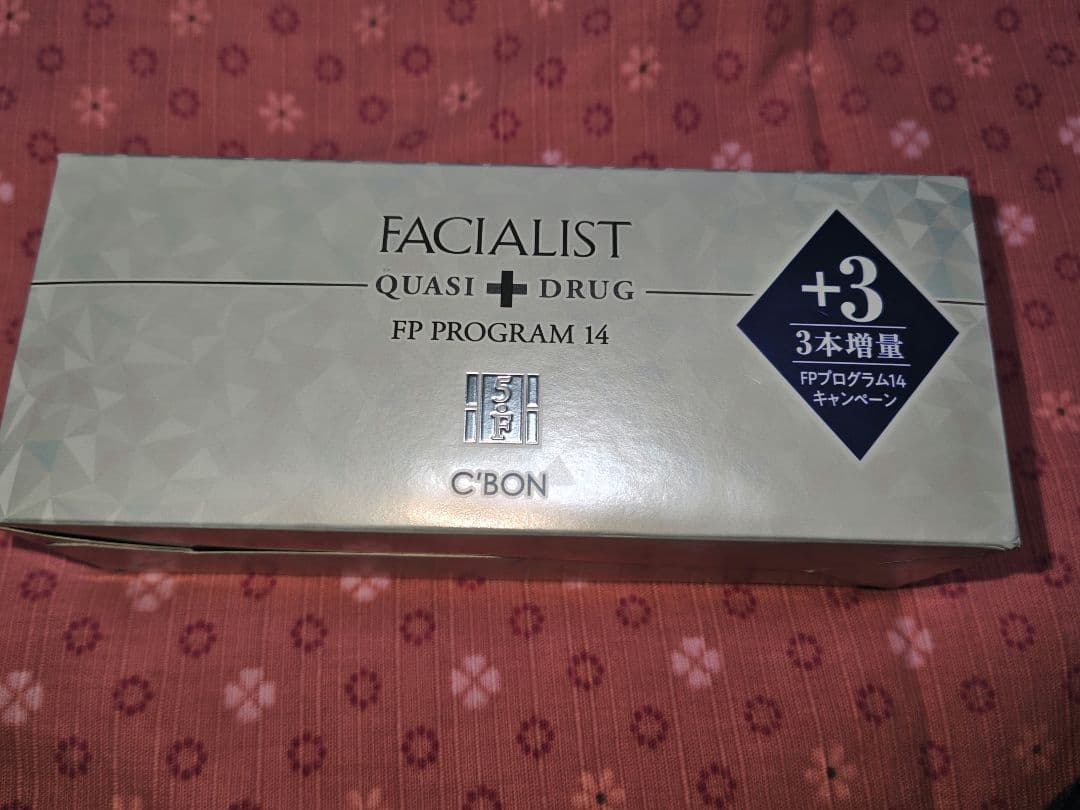 FACIALIST
QUASI + DRUG
FP PROGRAM 14
5.F
C'BON
+3
3本増量
FPプログラム14
キャンペーン